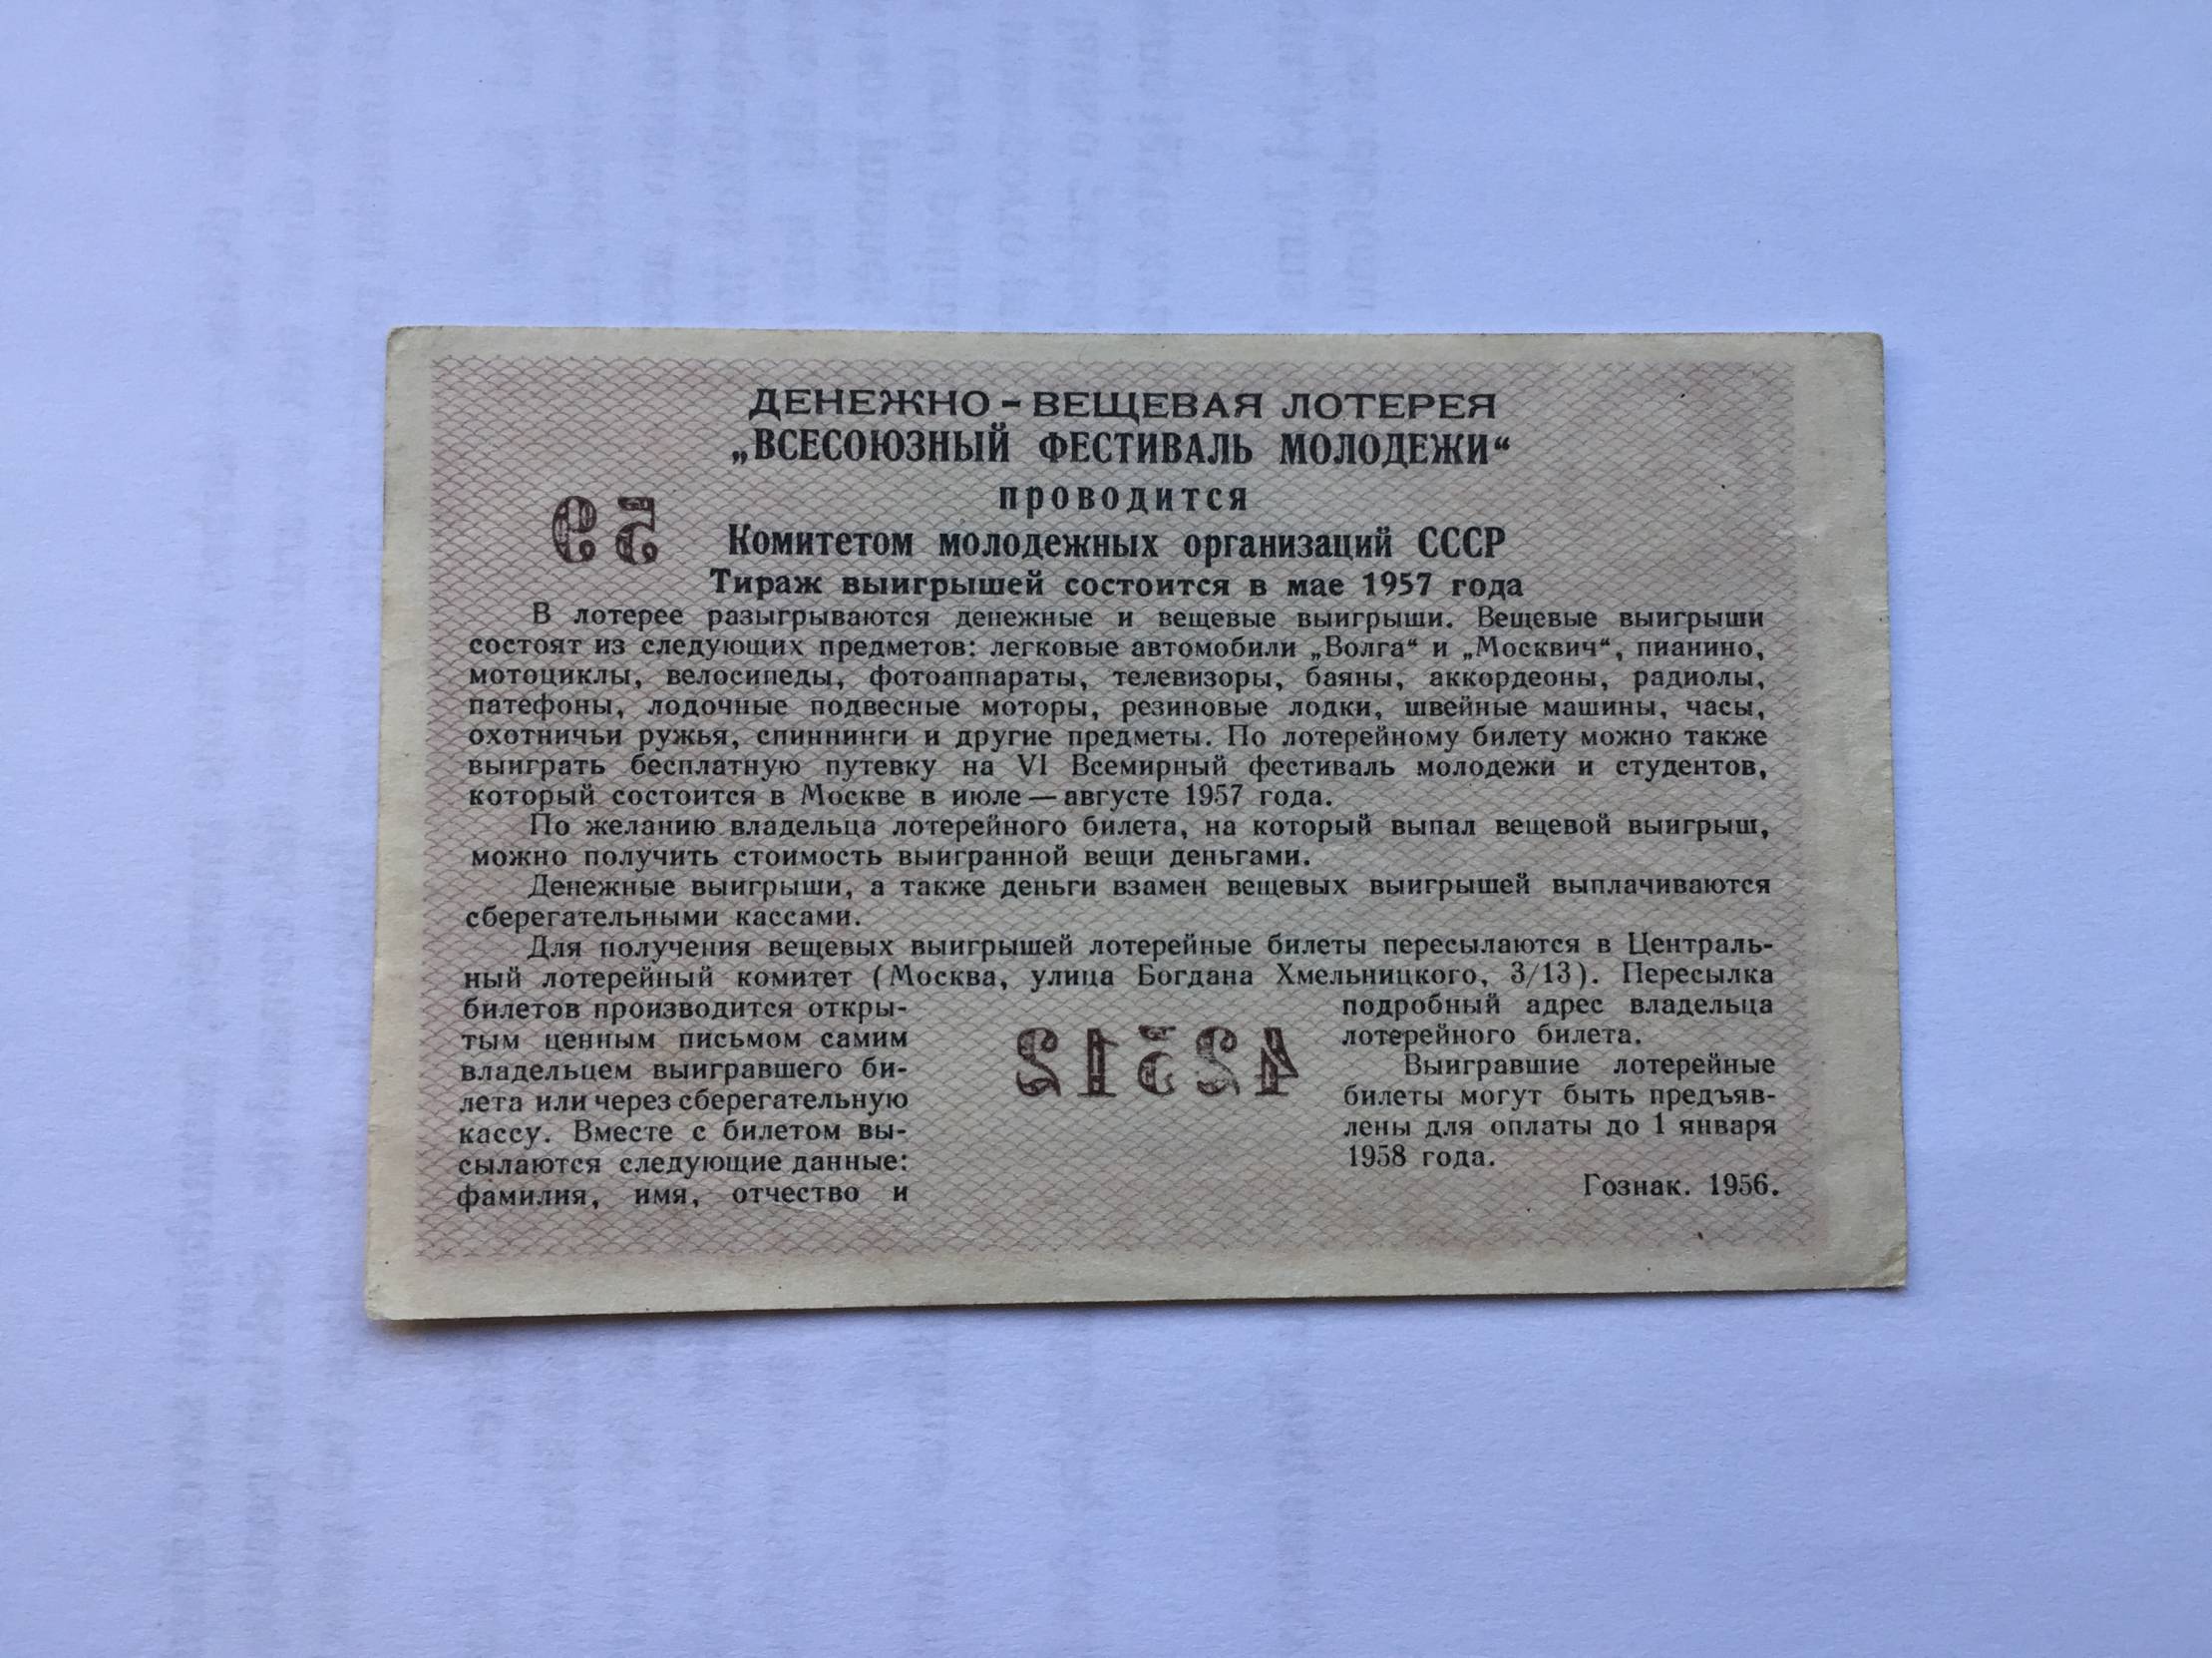 ДЕНЕЖНО-ВЕЩЕВАЯ ЛОТЕРЕЯ
„ВСЕСОЮЗНЫЙ ФЕСТИВАЛЬ МОЛОДЕЖИ“
проводится
59
Комитетом молодежных организаций СССР
Тираж выигрышей состоится в мае 1957 года
В лотерее разыгрываются денежные и вещевые выигрыши. Вещевые выигрыши
состоят из следующих предметов: легковые автомобили „Волга“ и „Москвич“, пианино,
мотоциклы, велосипеды, фотоаппараты, телевизоры, баяны, аккордеоны, радиолы,
патефоны, лодочные подвесные моторы, резиновые лодки, швейные машины, часы,
охотничьи ружья, спиннинги и другие предметы. По лотерейному билету можно также
выиграть бесплатную путевку на VI Всемирный фестиваль молодежи и студентов,
который состоится в Москве в июле — августе 1957 года.
По желанию владельца лотерейного билета, на который выпал вещевой выигрыш,
можно получить стоимость выигранной вещи деньгами.
Денежные выигрыши, а также деньги взамен вещевых выигрышей выплачиваются
сберегательными кассами.
Для получения вещевых выигрышей лотерейные билеты пересылаются в Централь-
ный лотерейный комитет (Москва, улица Богдана Хмельницкого, 3/13). Пересылка
билетов производится откры-
тым ценным письмом самим
владельцем выигравшего би-
лета или через сберегательную
кассу. Вместе с билетом вы-
сылаются следующие данные:
фамилия, имя, отчество и
42512
подробный адрес владельца
лотерейного билета.
Выигравшие лотерейные
билеты могут быть предъяв-
лены для оплаты до 1 января
1958 года.
Гознак. 1956.